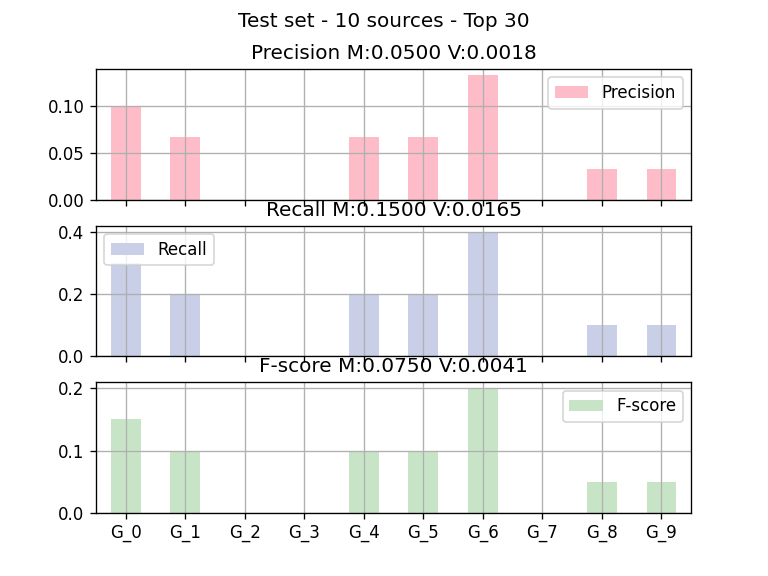 Test set - 10 sources - Top 30
Precision M:0.0500 V:0.0018
0.10
0.05
0.00
Precision
Recall M:0.1500 V:0.0165
0.4
0.2
0.0
Recall
F-score M:0.0750 V:0.0041
0.2
0.1
0.0
F-score
G_0 G_1 G_2 G_3 G_4 G_5 G_6 G_7 G_8 G_9